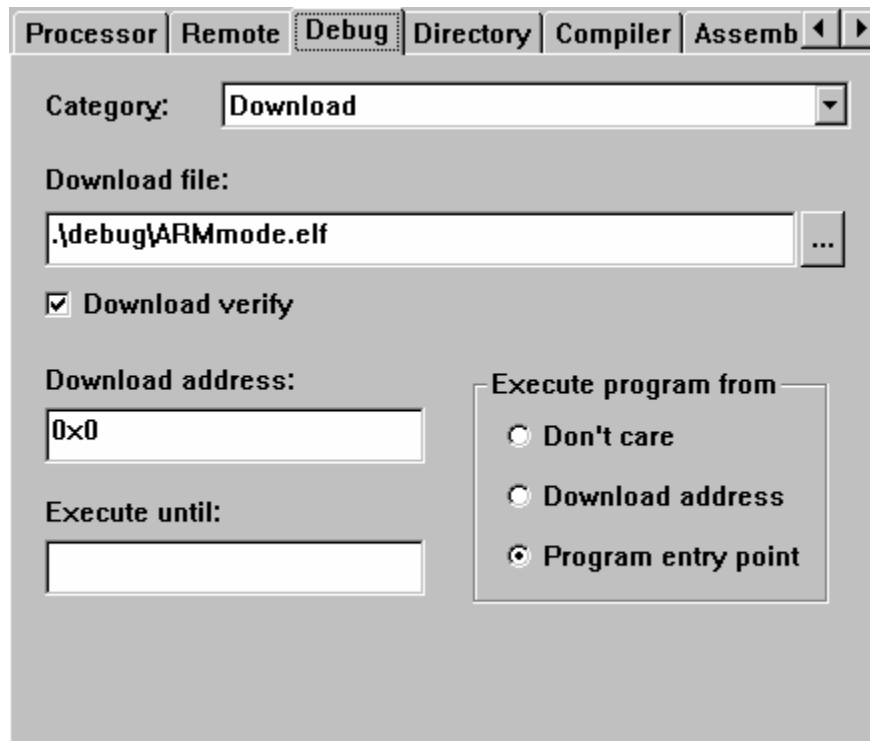 Processor Remote Debug Directory Compiler Assemb
Category: Download
Download file:
.\debug\ARMmode.elf ...
Download verify
Download address:
0x0
Execute until:
Execute program from
Don't care
Download address
Program entry point